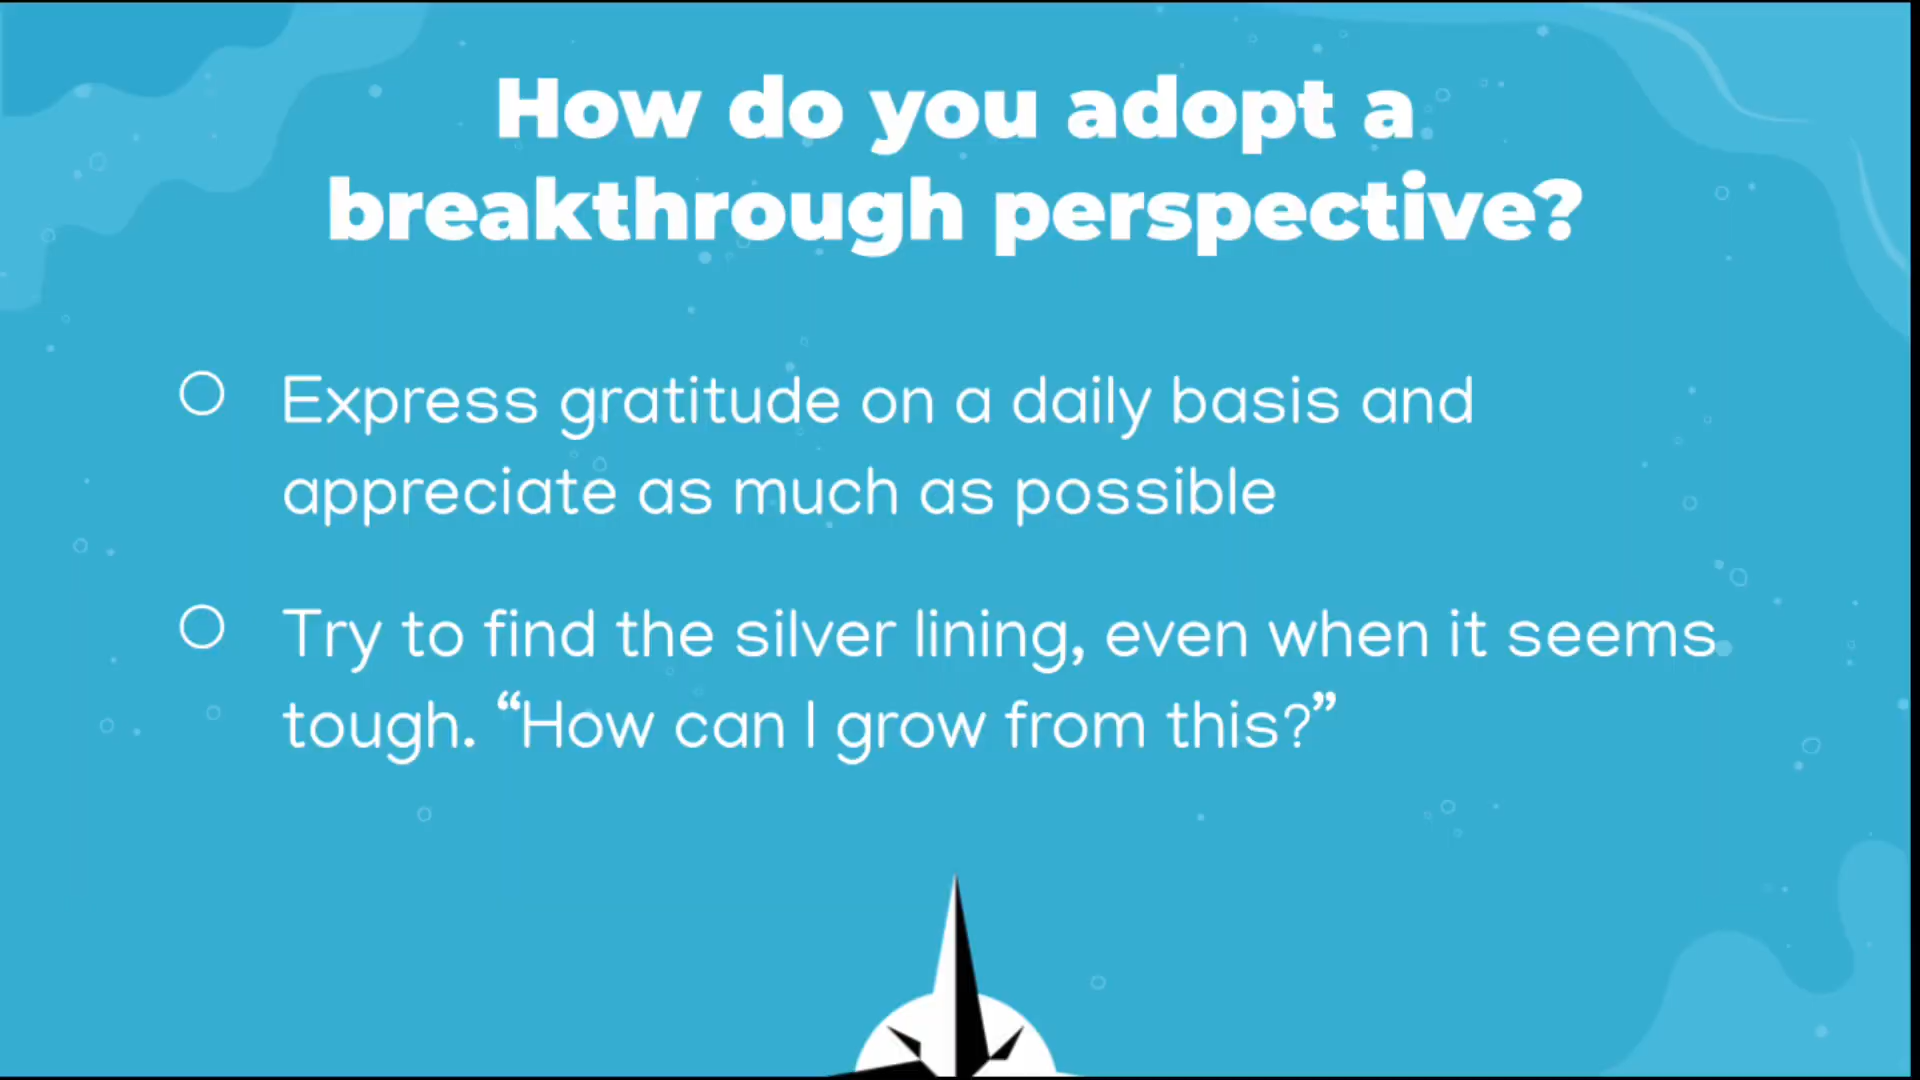 How do you adopt a
breakthrough perspective?
Express gratitude on a daily basis and
appreciate as much as possible
Try to find the silver lining, even when it seems
tough. “How can I grow from this?”